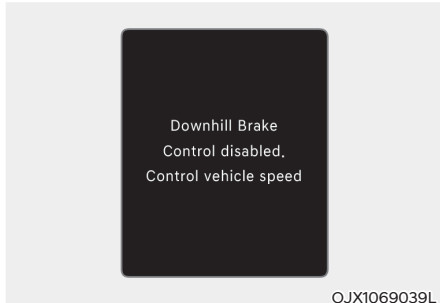 Downhill Brake
Control disabled.
Control vehicle speed
OJX1069039L